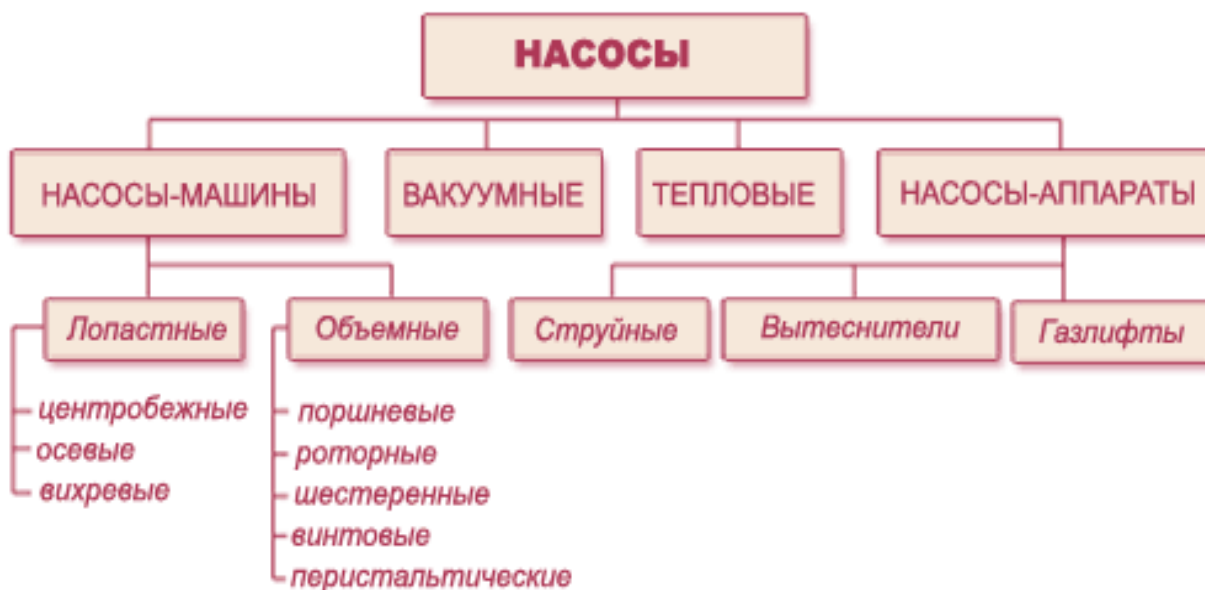 НАСОСЫ
НАСОСЫ-МАШИНЫ
ВАКУУМНЫЕ
ТЕПЛОВЫЕ
НАСОСЫ-АППАРАТЫ
Лопастные
Объемные
Струйные
Вытеснители
Газлифты
центробежные
осевые
вихревые
поршневые
роторные
шестеренные
винтовые
перистальтические